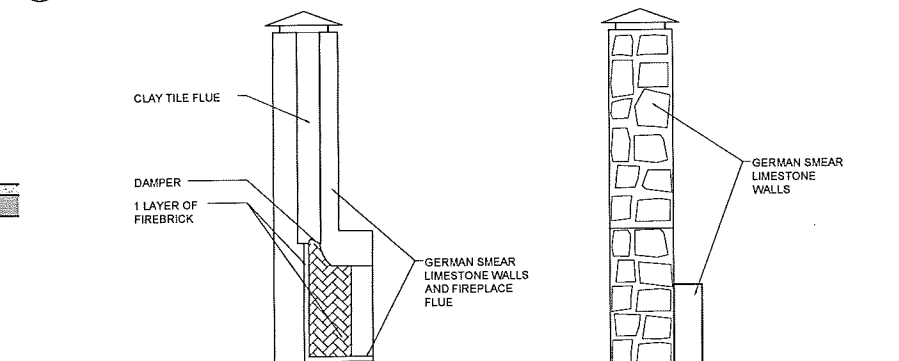 CLAY TILE FLUE
DAMPER
1 LAYER OF
FIREBRICK
GERMAN SMEAR
LIMESTONE WALLS
AND FIREPLACE
FLUE
GERMAN SMEAR
LIMESTONE
WALLS